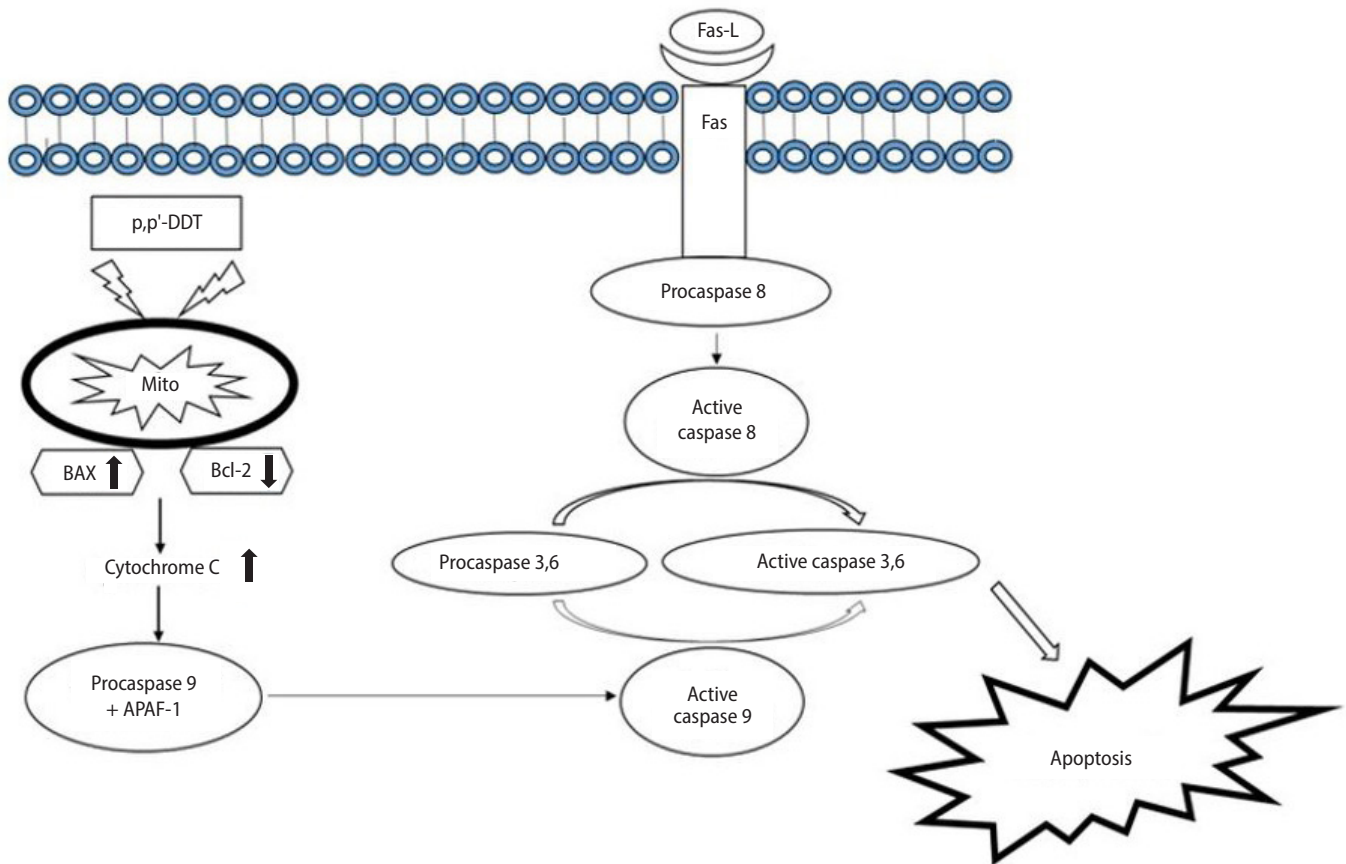 Fas-L
Fas
p,p'-DDT
Procaspase 8
Mito
Active
caspase 8
BAX
Bcl-2
Cytochrome C
Procaspase 3,6
Active caspase 3,6
Procaspase 9
+ APAF-1
Active
caspase 9
Apoptosis